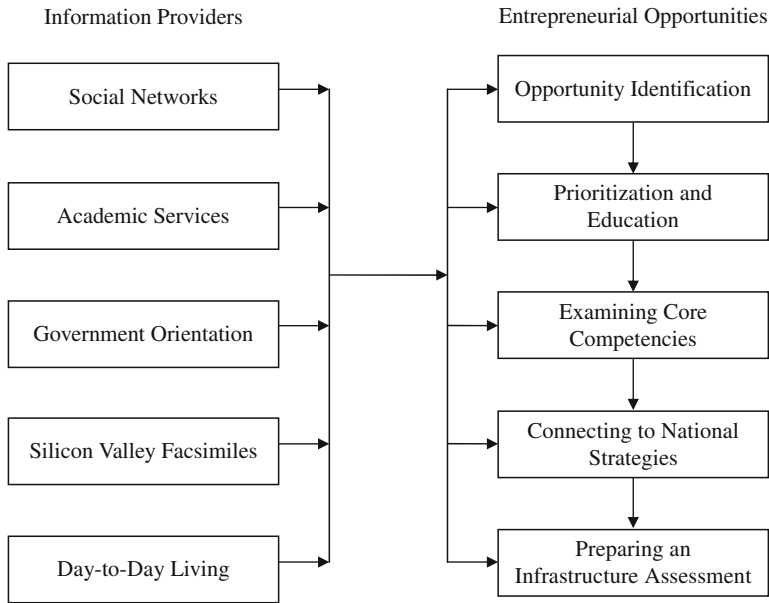 Information Providers
Entrepreneurial Opportunities
Social Networks
Academic Services
Government Orientation
Silicon Valley Facsimiles
Day-to-Day Living
Opportunity Identification
Prioritization and
Education
Examining Core
Competencies
Connecting to National
Strategies
Preparing an
Infrastructure Assessment